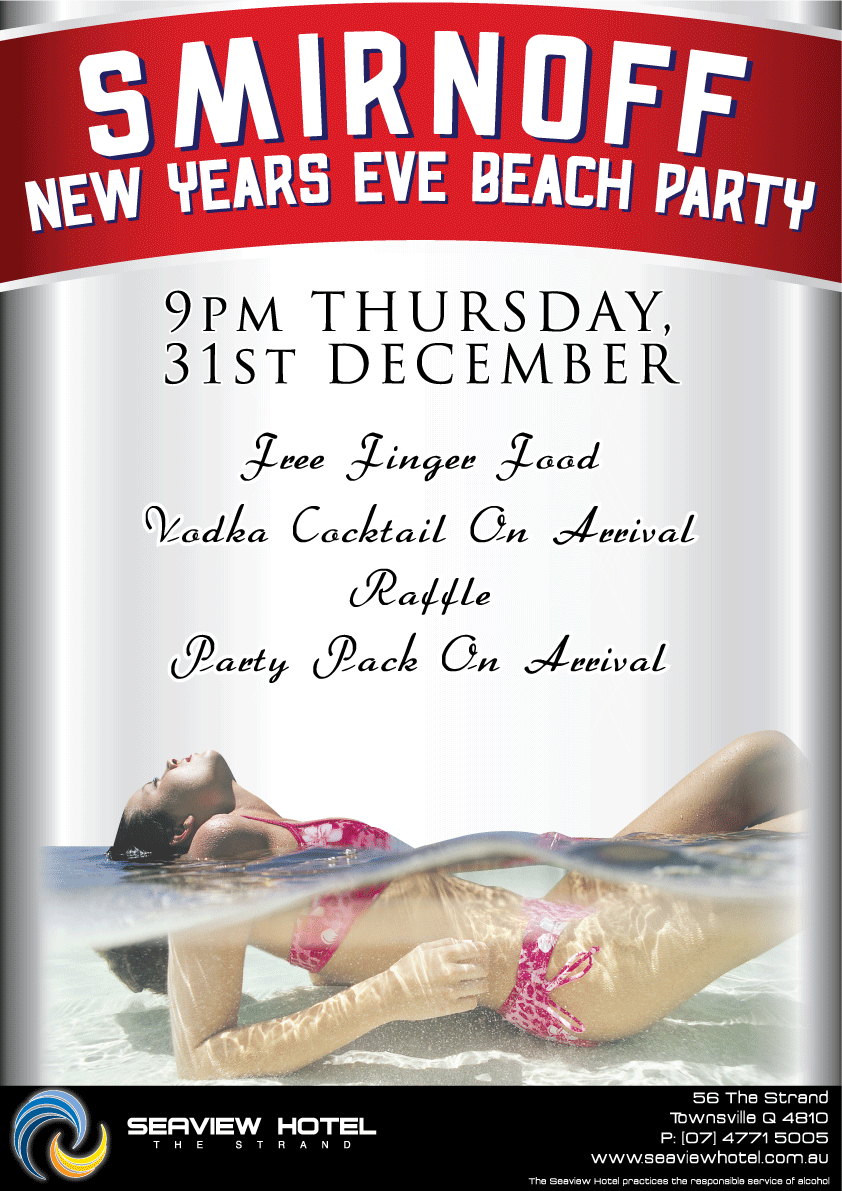 SMIRNOFF
NEW YEARS EVE BEACH PARTY
9PM THURSDAY,
31ST DECEMBER
Free Finger Food
Vodka Cocktail On Arrival
Raffle
Party Pack On Arrival
SEAVIEW HOTEL
THE STRAND
56 The Strand
Townsville Q 4810
P: [07] 4771 5005
www.seaviewhotel.com.au
The Seaview Hotel practices the responsible service of alcohol